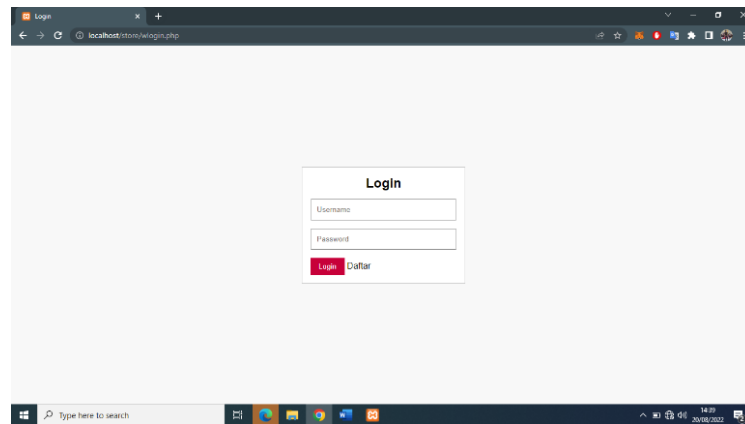 Login
localhost/store/wlogin.php
Login
Username
Password
Login Daftar
Type here to search
14:39
20/08/2022